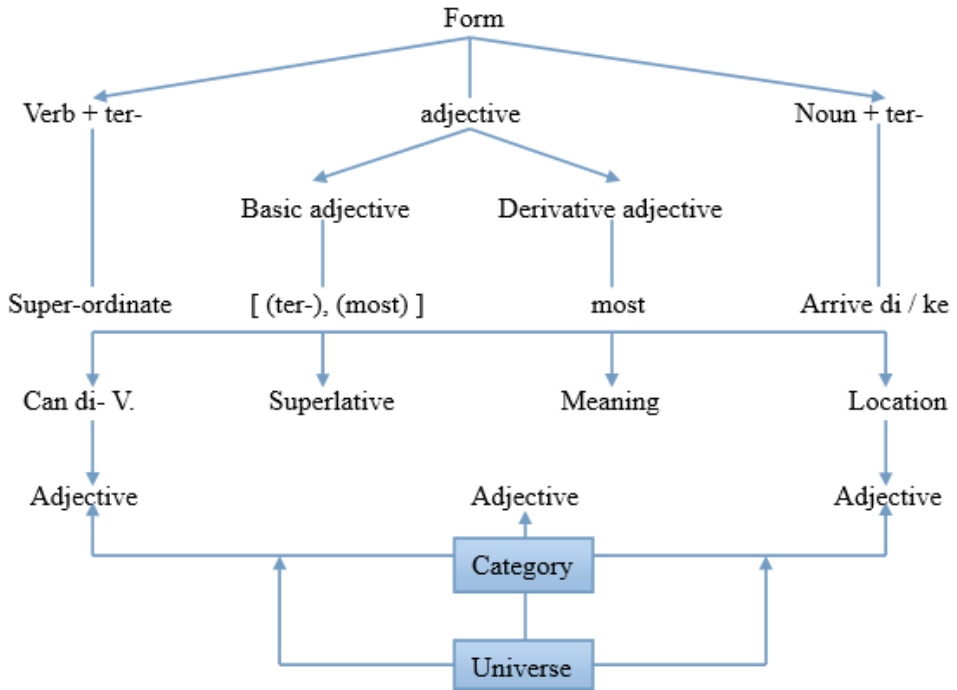 Form
Verb + ter-
adjective
Noun + ter-
Basic adjective
Derivative adjective
Super-ordinate
[ (ter-), (most) ]
most
Arrive di / ke
Can di- V.
Superlative
Meaning
Location
Adjective
Adjective
Adjective
Category
Universe